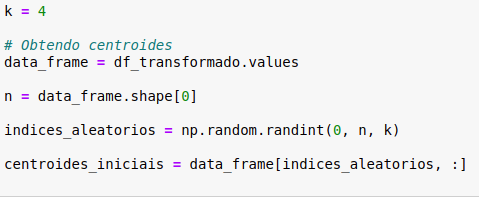 k = 4
# Obtendo centroides
data_frame = df_transformado.values
n = data_frame.shape[0]
indices_aleatorios = np.random.randint(0, n, k)
centroides_iniciais = data_frame[indices_aleatorios, :]